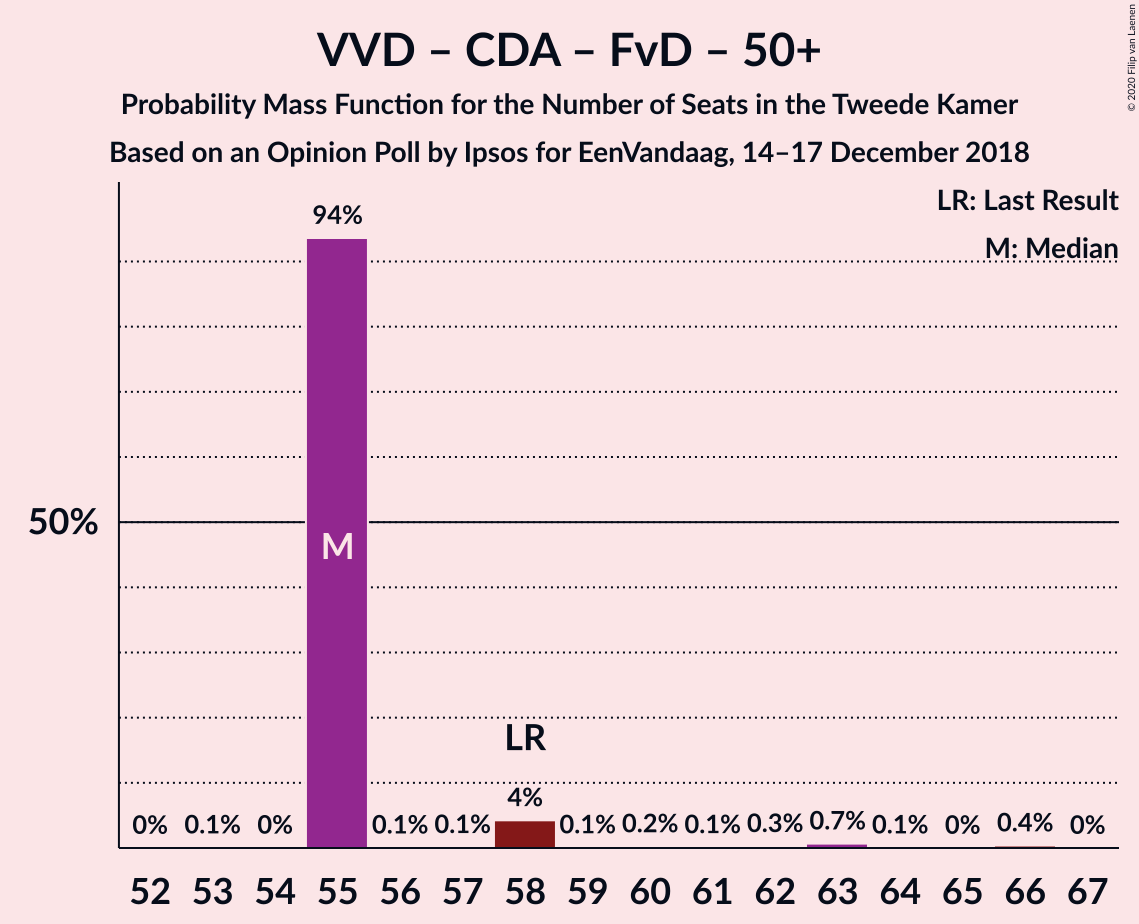 VVD – CDA – FvD – 50+
Probability Mass Function for the Number of Seats in the Tweede Kamer
Based on an Opinion Poll by Ipsos for EenVandaag, 14–17 December 2018
© 2020 Filip van Laenen
LR: Last Result
M: Median
94%
50%
M
LR
0% 0.1% 0% 0.1% 0.1% 4% 0.1% 0.2% 0.1% 0.3% 0.7% 0.1% 0% 0.4% 0%
52 53 54 55 56 57 58 59 60 61 62 63 64 65 66 67